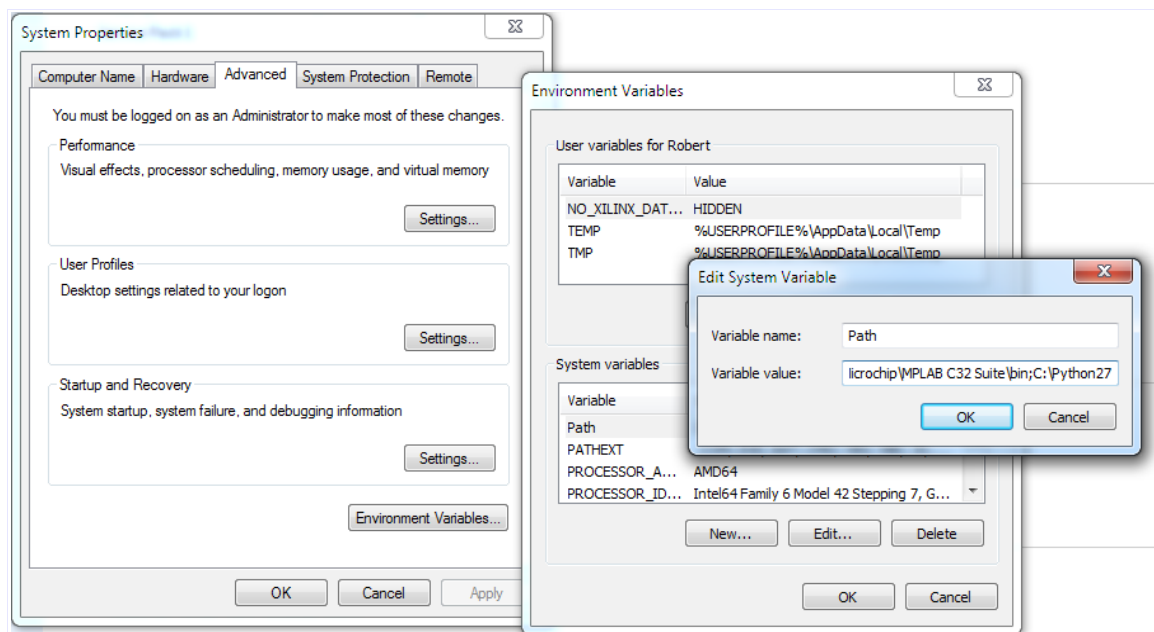 System Properties
Computer Name Hardware Advanced System Protection Remote
You must be logged on as an Administrator to make most of these changes.
Performance
Visual effects, processor scheduling, memory usage, and virtual memory
Settings...
User Profiles
Desktop settings related to your logon
Settings...
Startup and Recovery
System startup, system failure, and debugging information
Settings...
Environment Variables...
OK Cancel Apply
Environment Variables
User variables for Robert
Variable Value
NO_XILINX_DAT... HIDDEN
TEMP %USERPROFILE%\AppData\Local\Temp
TMP %USERPROFILE%\AppData\Local\Temp
System variables
Variable
Path
PATHEXT
PROCESSOR_A... AMD64
PROCESSOR_ID... Intel64 Family 6 Model 42 Stepping 7, G...
New... Edit... Delete
OK Cancel
Edit System Variable
Variable name: Path
Variable value: licrochip\MPLAB C32 Suite\bin;C:\Python27
OK Cancel